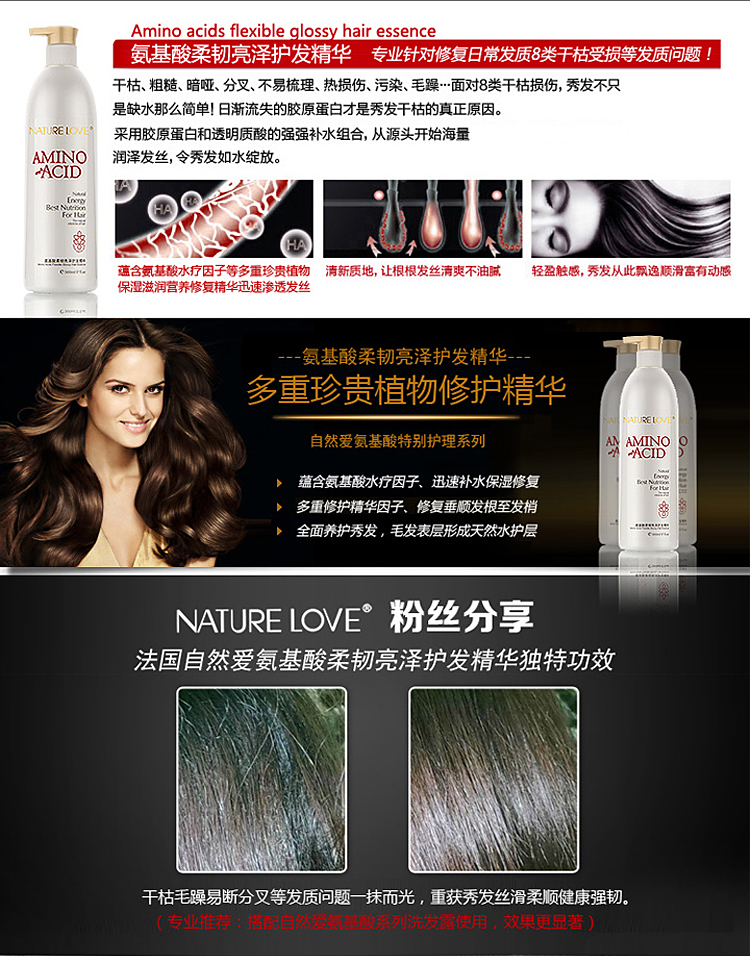 Amino acids flexible glossy hair essence
氨基酸柔韧亮泽护发精华 专业针对修复日常发质8类干枯受损等发质问题！
干枯、粗糙、暗哑、分叉、不易梳理、热损伤、污染、毛躁…面对8类干枯损伤，秀发不只
是缺水那么简单！日渐流失的胶原蛋白才是秀发干枯的真正原因。
采用胶原蛋白和透明质酸的强强补水组合，从源头开始海量
润泽发丝，令秀发如水绽放。
NATURE LOVE®
AMINO
ACID
Natural
Energy
Best Nutrition
For Hair
HA
HA
HA
HA
蕴含氨基酸水疗因子等多重珍贵植物
保湿滋润营养修复精华迅速渗透发丝
清新质地，让根根发丝清爽不油腻
轻盈触感，秀发从此飘逸顺滑富有动感
---氨基酸柔韧亮泽护发精华---
多重珍贵植物修护精华
自然爱氨基酸特别护理系列
蕴含氨基酸水疗因子、迅速补水保湿修复
多重修护精华因子、修复垂顺发根至发梢
全面养护秀发，毛发表层形成天然水护层
NATURE LOVE®
AMINO
ACID
Natural
Energy
Best Nutrition
For Hair
NATURE LOVE® 粉丝分享
法国自然爱氨基酸柔韧亮泽护发精华独特功效
干枯毛躁易断分叉等发质问题一抹而光，重获秀发丝滑柔顺健康强韧。
（专业推荐：搭配自然爱氨基酸系列洗发露使用，效果更显著）